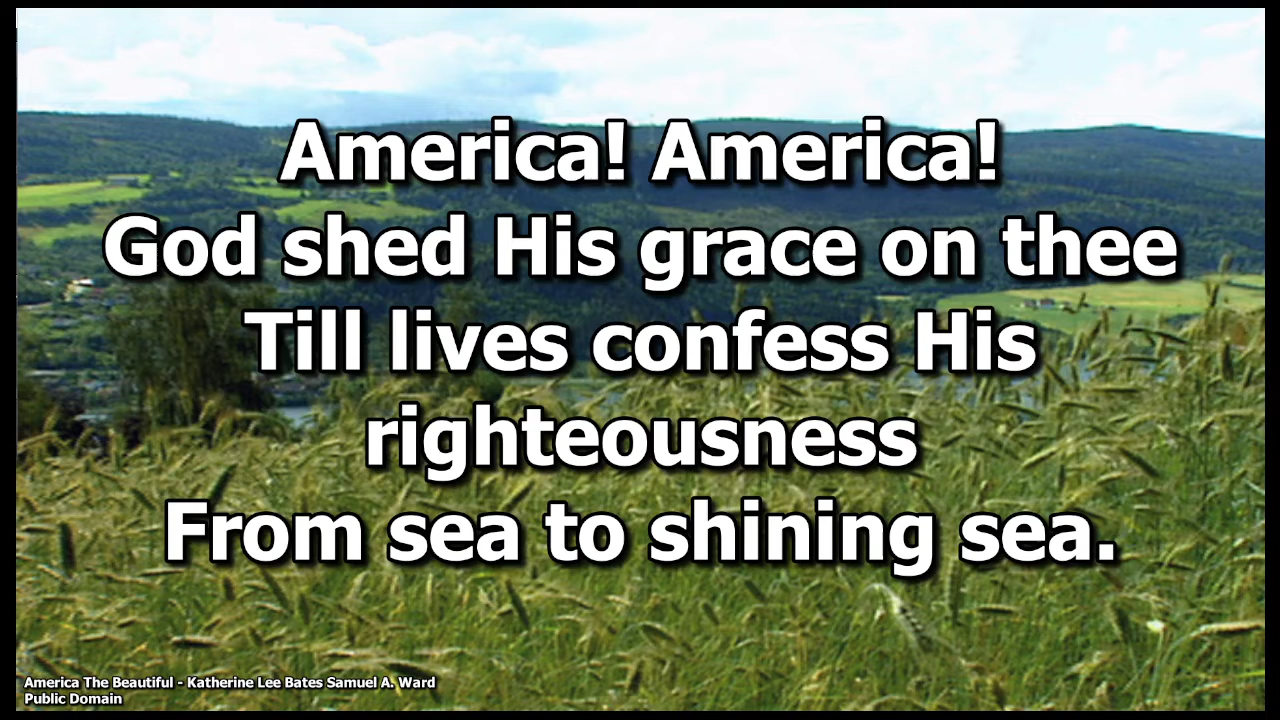 America! America!
God shed His grace on thee
Till lives confess His
righteousness
From sea to shining sea.
America The Beautiful - Katherine Lee Bates Samuel A. Ward
Public Domain